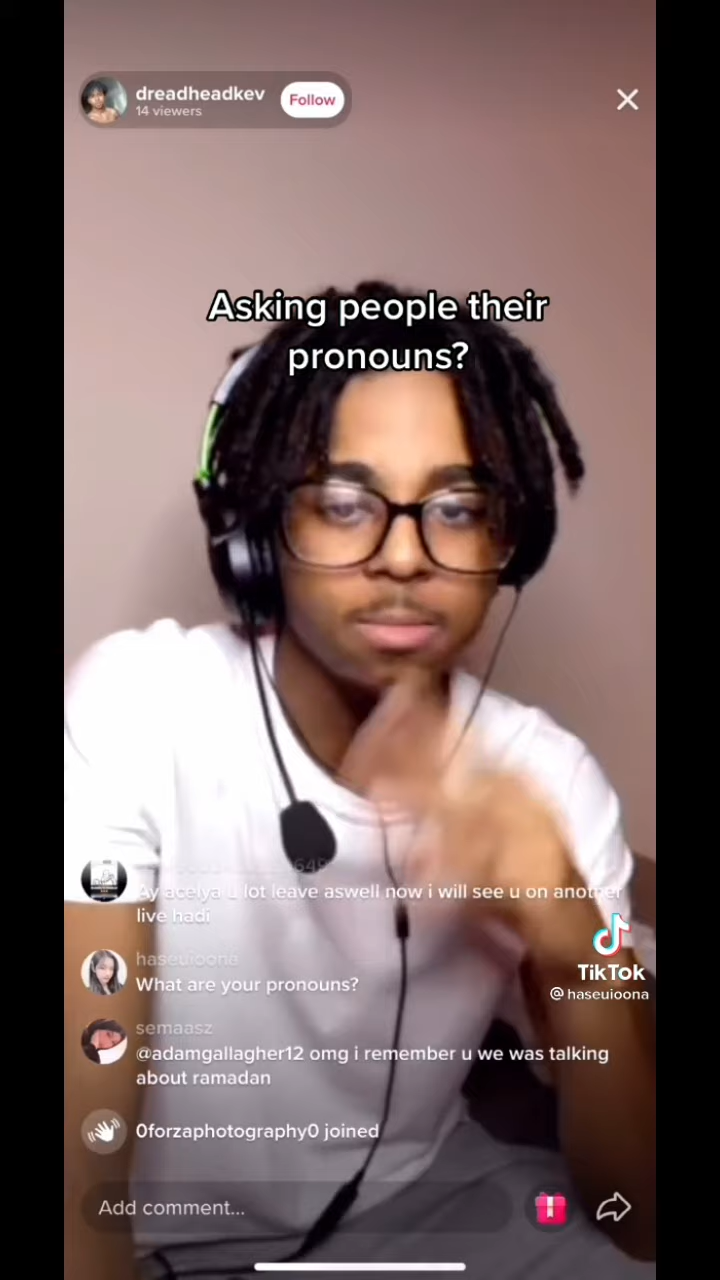 dreadheadkev
14 viewers
Follow
Asking people their
pronouns?
Ay acelya u lot leave aswell now i will see u on another
live hadi
haseuioona
What are your pronouns?
semaasz
@adamgallagher12 omg i remember u we was talking
about ramadan
0forzaphotography0 joined
TikTok
@haseuioona
Add comment...